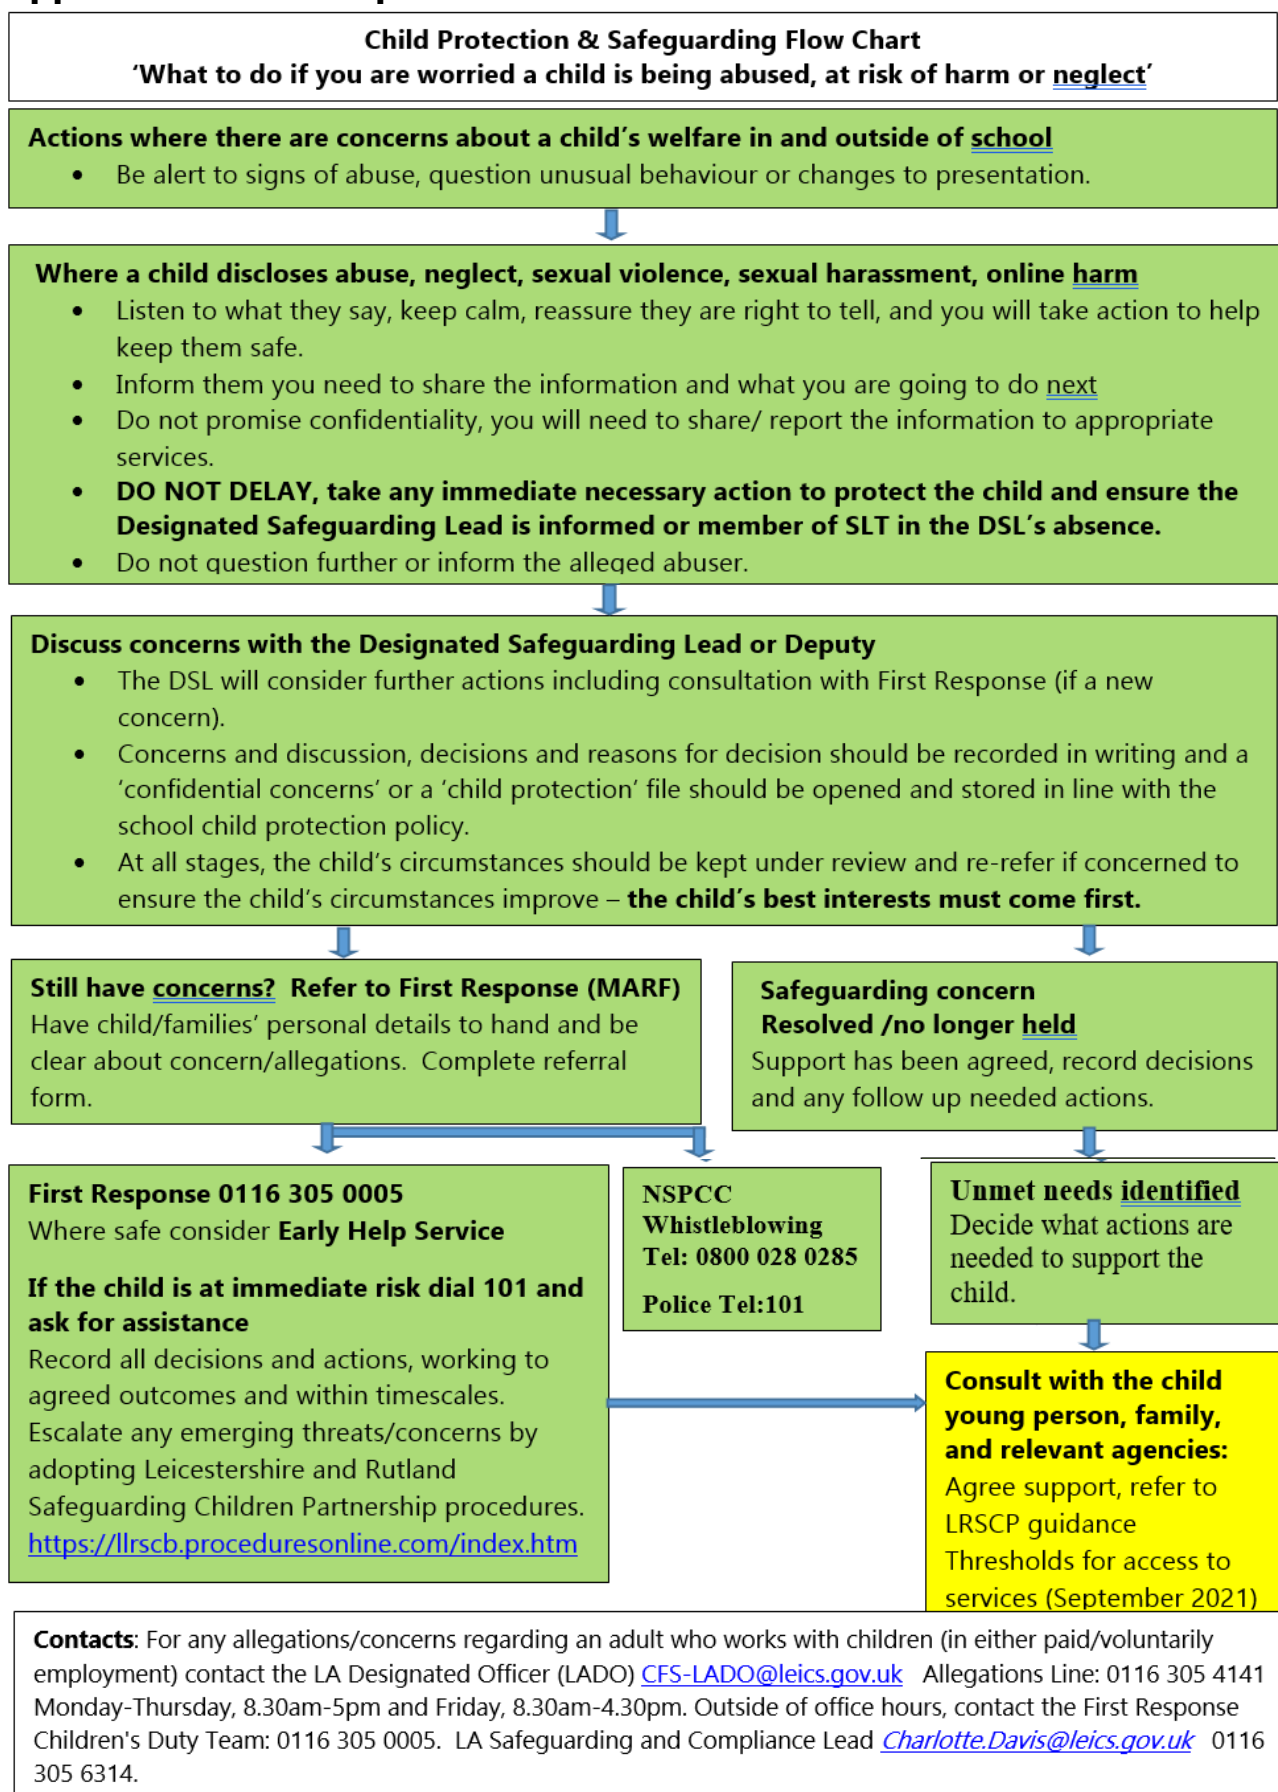 Child Protection & Safeguarding Flow Chart
‘What to do if you are worried a child is being abused, at risk of harm or neglect’
Actions where there are concerns about a child’s welfare in and outside of school
• Be alert to signs of abuse, question unusual behaviour or changes to presentation.
Where a child discloses abuse, neglect, sexual violence, sexual harassment, online harm
• Listen to what they say, keep calm, reassure they are right to tell, and you will take action to help
keep them safe.
• Inform them you need to share the information and what you are going to do next
• Do not promise confidentiality, you will need to share/ report the information to appropriate
services.
• DO NOT DELAY, take any immediate necessary action to protect the child and ensure the
Designated Safeguarding Lead is informed or member of SLT in the DSL’s absence.
• Do not question further or inform the alleged abuser.
Discuss concerns with the Designated Safeguarding Lead or Deputy
• The DSL will consider further actions including consultation with First Response (if a new
concern).
• Concerns and discussion, decisions and reasons for decision should be recorded in writing and a
‘confidential concerns’ or a ‘child protection’ file should be opened and stored in line with the
school child protection policy.
• At all stages, the child’s circumstances should be kept under review and re-refer if concerned to
ensure the child’s circumstances improve – the child’s best interests must come first.
Still have concerns?  Refer to First Response (MARF)
Have child/families’ personal details to hand and be
clear about concern/allegations.  Complete referral
form.
Safeguarding concern
Resolved /no longer held
Support has been agreed, record decisions
and any follow up needed actions.
First Response 0116 305 0005
Where safe consider Early Help Service
If the child is at immediate risk dial 101 and
ask for assistance
Record all decisions and actions, working to
agreed outcomes and within timescales.
Escalate any emerging threats/concerns by
adopting Leicestershire and Rutland
Safeguarding Children Partnership procedures.
https://llrscb.proceduresonline.com/index.htm
NSPCC
Whistleblowing
Tel: 0800 028 0285
Police Tel:101
Unmet needs identified
Decide what actions are
needed to support the
child.
Consult with the child
young person, family,
and relevant agencies:
Agree support, refer to
LRSCP guidance
Thresholds for access to
services (September 2021)
Contacts: For any allegations/concerns regarding an adult who works with children (in either paid/voluntarily
employment) contact the LA Designated Officer (LADO) CFS-LADO@leics.gov.uk   Allegations Line: 0116 305 4141
Monday-Thursday, 8.30am-5pm and Friday, 8.30am-4.30pm. Outside of office hours, contact the First Response
Children's Duty Team: 0116 305 0005.  LA Safeguarding and Compliance Lead Charlotte.Davis@leics.gov.uk  0116
305 6314.